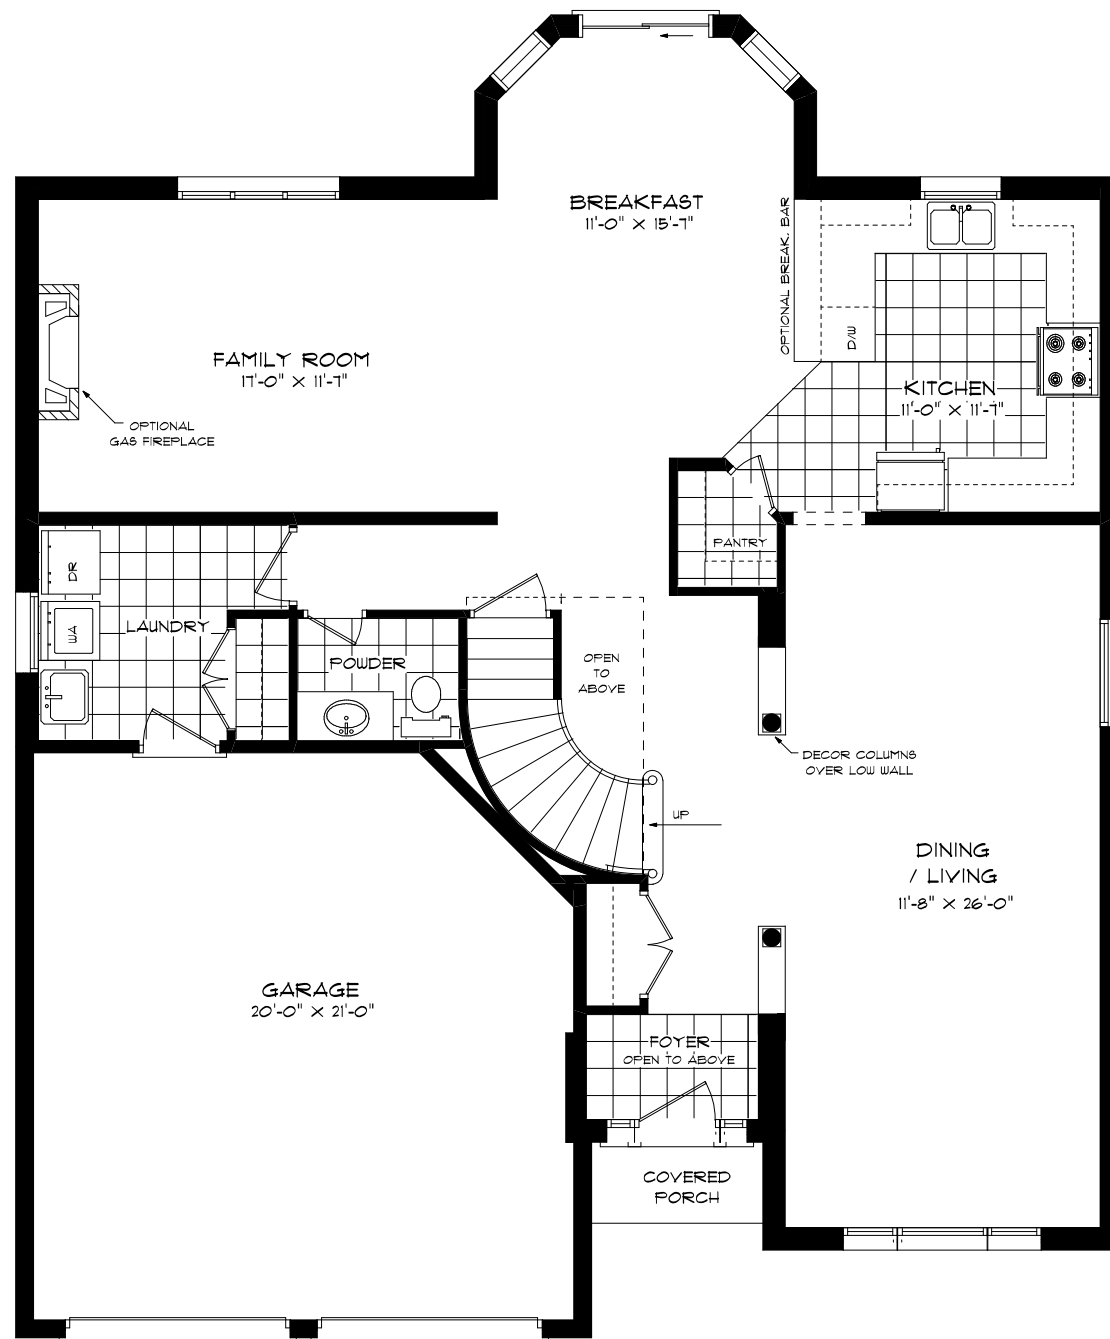 BREAKFAST
11'-0" X 15'-7"
OPTIONAL BREAK. BAR
D/W
FAMILY ROOM
17'-0" X 11'-7"
KITCHEN
11'-0" X 11'-7"
OPTIONAL
GAS FIREPLACE
PANTRY
DR
WA
LAUNDRY
POWDER
OPEN
TO
ABOVE
DECOR COLUMNS
OVER LOW WALL
UP
DINING
/ LIVING
11'-8" X 26'-0"
GARAGE
20'-0" X 21'-0"
FOYER
OPEN TO ABOVE
COVERED
PORCH